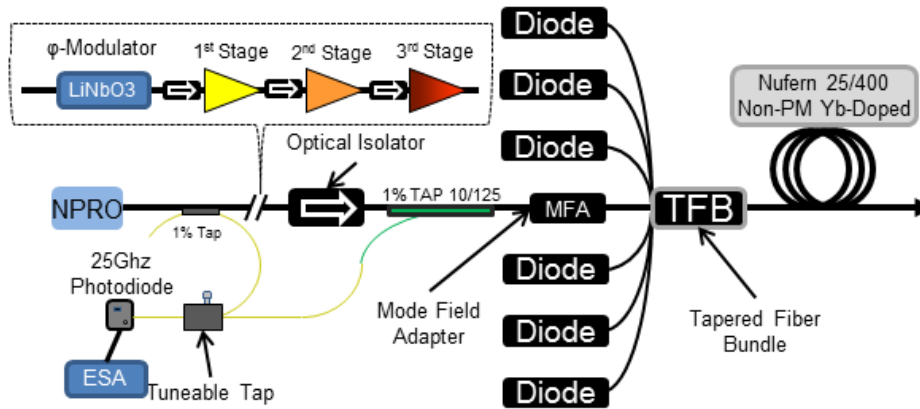 φ-Modulator
1st Stage
2nd Stage
3rd Stage
LiNbO3
Optical Isolator
NPRO
1% Tap
1% TAP 10/125
MFA
TFB
Diode
Diode
Diode
Diode
Diode
Diode
Nufern 25/400
Non-PM Yb-Doped
25Ghz
Photodiode
ESA
Tuneable Tap
Mode Field
Adapter
Tapered Fiber
Bundle